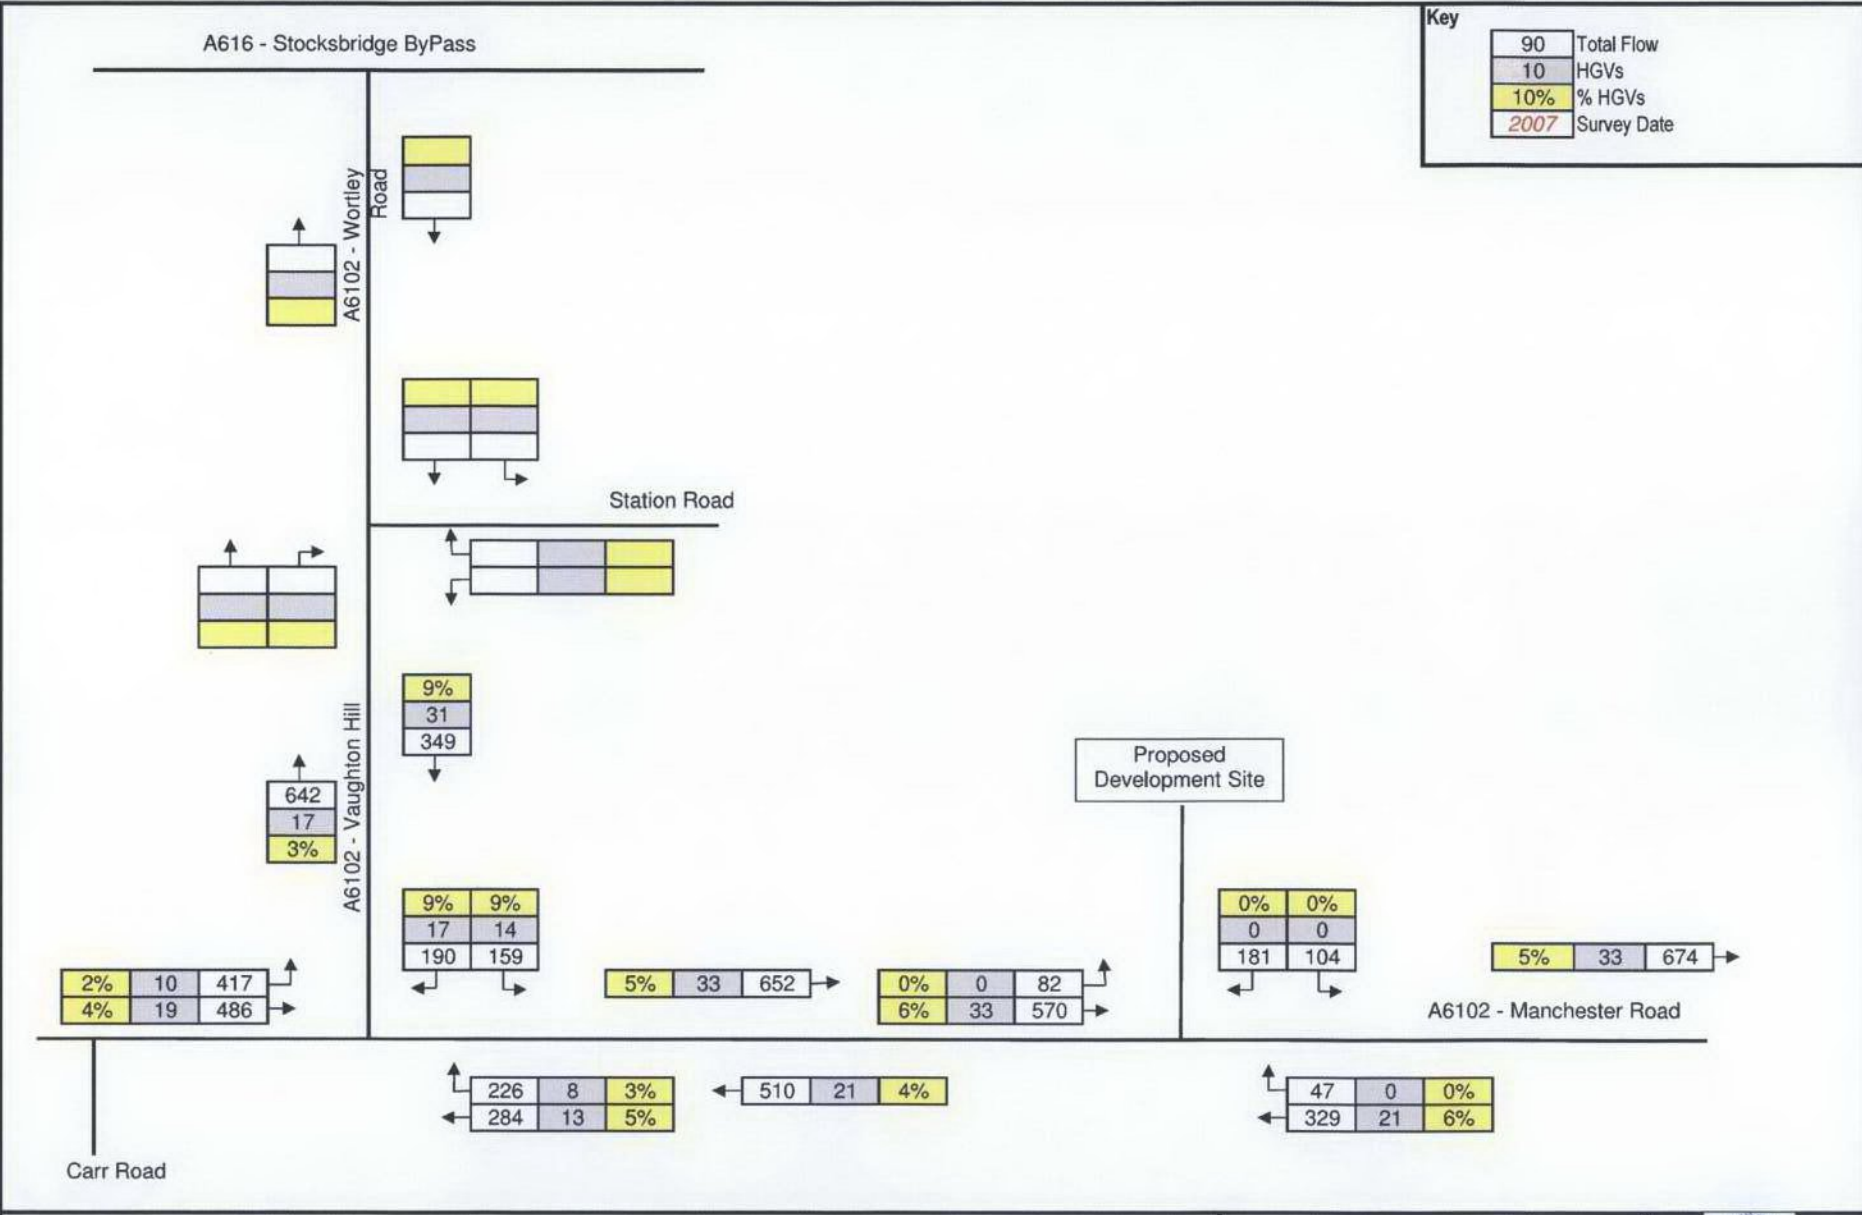 Key
90 Total Flow
10 HGVs
10% % HGVs
2007 Survey Date
A616 - Stocksbridge ByPass
A6102 - Wortley
Road
Station Road
A6102 - Vaughton Hill
9%
31
349
642
17
3%
Proposed
Development Site
9% 9%
17 14
190 159
0% 0%
0 0
181 104
2% 10 417
4% 19 486
5% 33 652
0% 0 82
6% 33 570
5% 33 674
A6102 - Manchester Road
226 8 3%
284 13 5%
510 21 4%
47 0 0%
329 21 6%
Carr Road